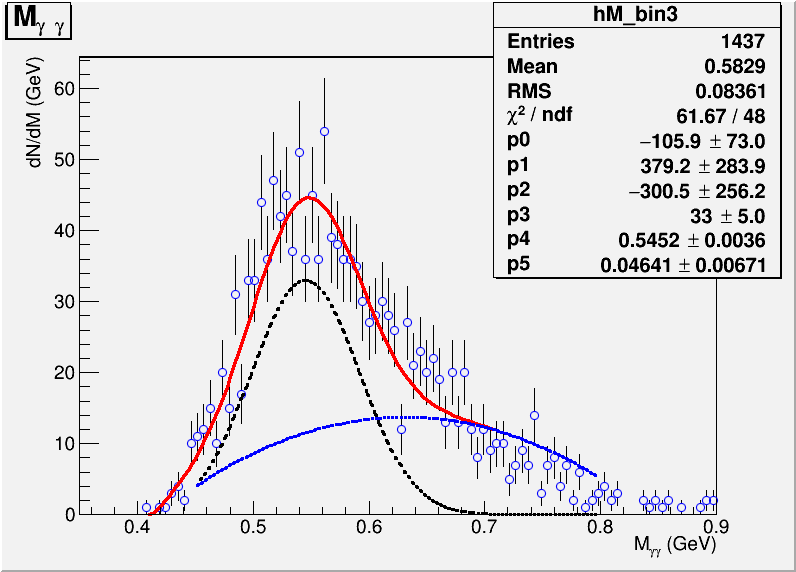 M γ γ
hM_bin3
Entries 1437
Mean 0.5829
RMS 0.08361
χ² / ndf 61.67 / 48
p0 −105.9 ± 73.0
p1 379.2 ± 283.9
p2 −300.5 ± 256.2
p3 33 ± 5.0
p4 0.5452 ± 0.0036
p5 0.04641 ± 0.00671
dN/dM (GeV)
60
50
40
30
20
10
0
0.4 0.5 0.6 0.7 0.8 0.9
Mγγ (GeV)